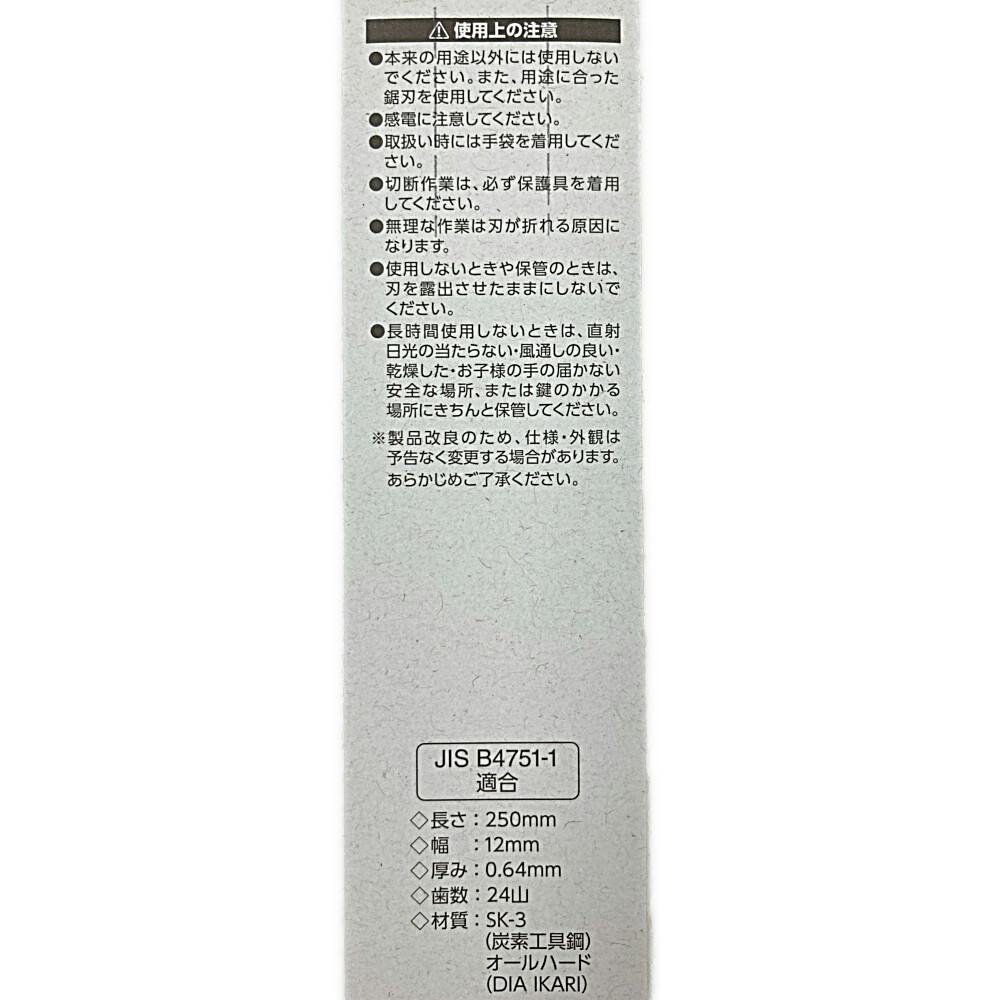 ⚠使用上の注意
●本来の用途以外には使用しない
でください。また、用途に合った
鋸刃を使用してください。
●感電に注意してください。
●取扱い時には手袋を着用してくだ
さい。
●切断作業は、必ず保護具を着用
してください。
●無理な作業は刃が折れる原因に
なります。
●使用しないときや保管のときは、
刃を露出させたままにしないで
ください。
●長時間使用しないときは、直射
日光の当たらない・風通しの良い・
乾燥した・お子様の手の届かない
安全な場所、または鍵のかかる
場所にきちんと保管してください。
※製品改良のため、仕様・外観は
予告なく変更する場合があります。
あらかじめご了承ください。
JIS B4751-1
適合
◇長さ：250mm
◇幅　：12mm
◇厚み：0.64mm
◇歯数：24山
◇材質：SK-3
(炭素工具鋼)
オールハード
(DIA IKARI)